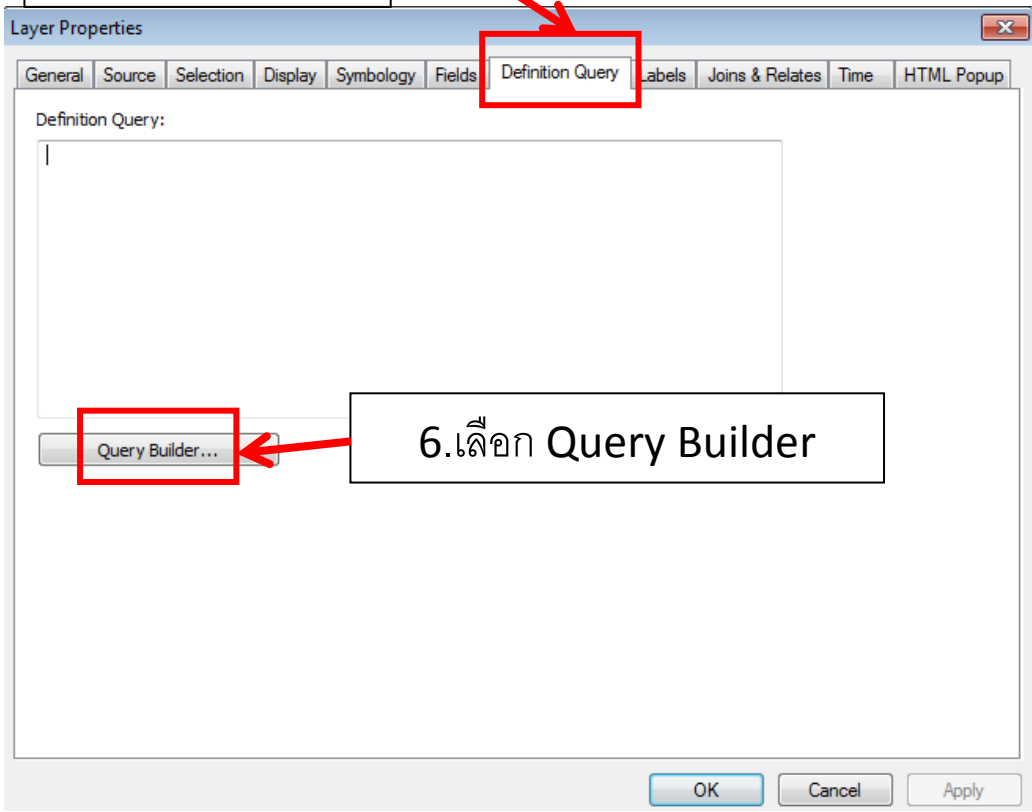 Layer Properties
General Source Selection Display Symbology Fields Definition Query Labels Joins & Relates Time HTML Popup
Definition Query:
Query Builder...
6.เลือก Query Builder
OK Cancel Apply